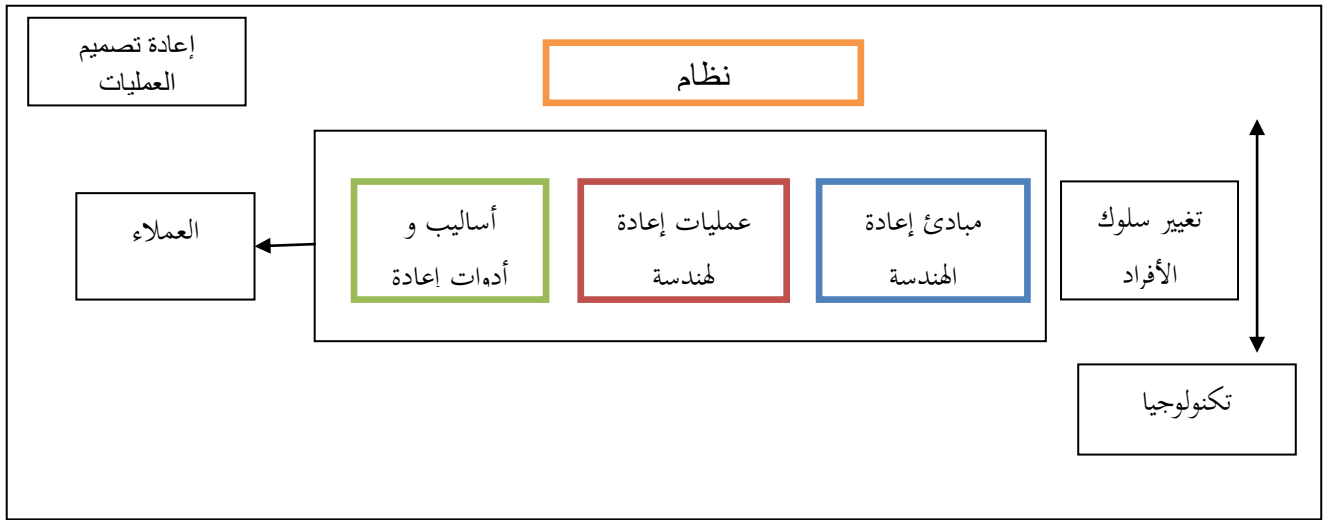 إعادة تصميم
العمليات
نظام
تغيير سلوك
الأفراد
مبادئ إعادة
الهندسة
عمليات إعادة
لهندسة
أساليب و
أدوات إعادة
العملاء
تكنولوجيا